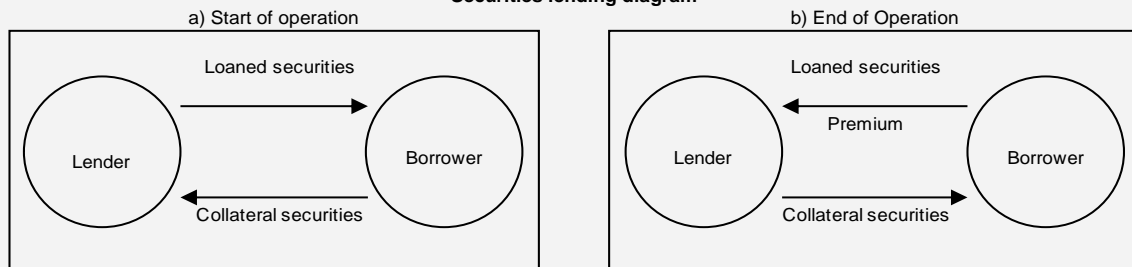 Securities lending diagram
a) Start of operation
b) End of Operation
Loaned securities
Lender
Borrower
Collateral securities
Loaned securities
Premium
Lender
Borrower
Collateral securities